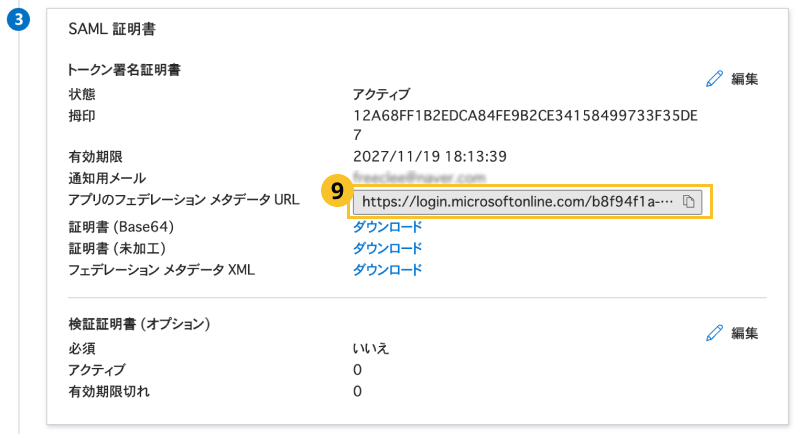 3
SAML 証明書
トークン署名証明書
編集
状態 アクティブ
拇印 12A68FF1B2EDCA84FE9B2CE34158499733F35DE
7
有効期限 2027/11/19 18:13:39
通知用メール
9
アプリのフェデレーション メタデータ URL https://login.microsoftonline.com/b8f94f1a-…
証明書 (Base64) ダウンロード
証明書 (未加工) ダウンロード
フェデレーション メタデータ XML ダウンロード
検証証明書 (オプション)
編集
必須 いいえ
アクティブ 0
有効期限切れ 0